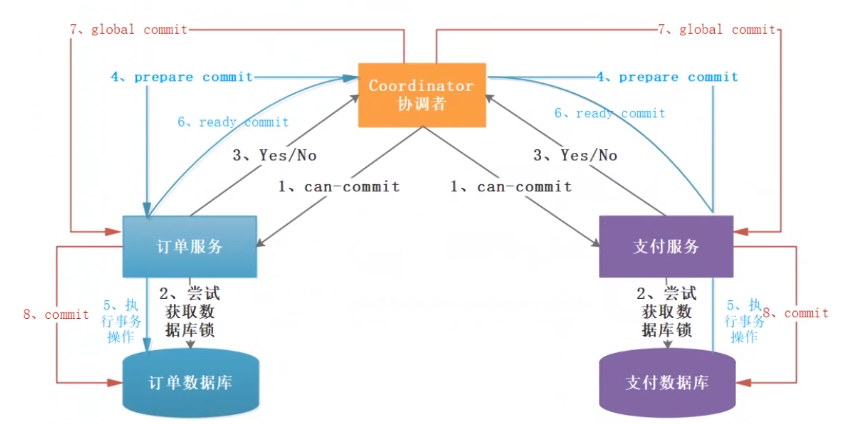 7、global commit
7、global commit
4、prepare commit
Coordinator
协调者
4、prepare commit
6、ready commit
6、ready commit
3、Yes/No
3、Yes/No
1、can-commit
1、can-commit
订单服务
支付服务
2、尝试
获取数
据库锁
2、尝试
获取数
据库锁
5、执
行事务
操作
5、执
行事务
操作
8、commit
8、commit
订单数据库
支付数据库